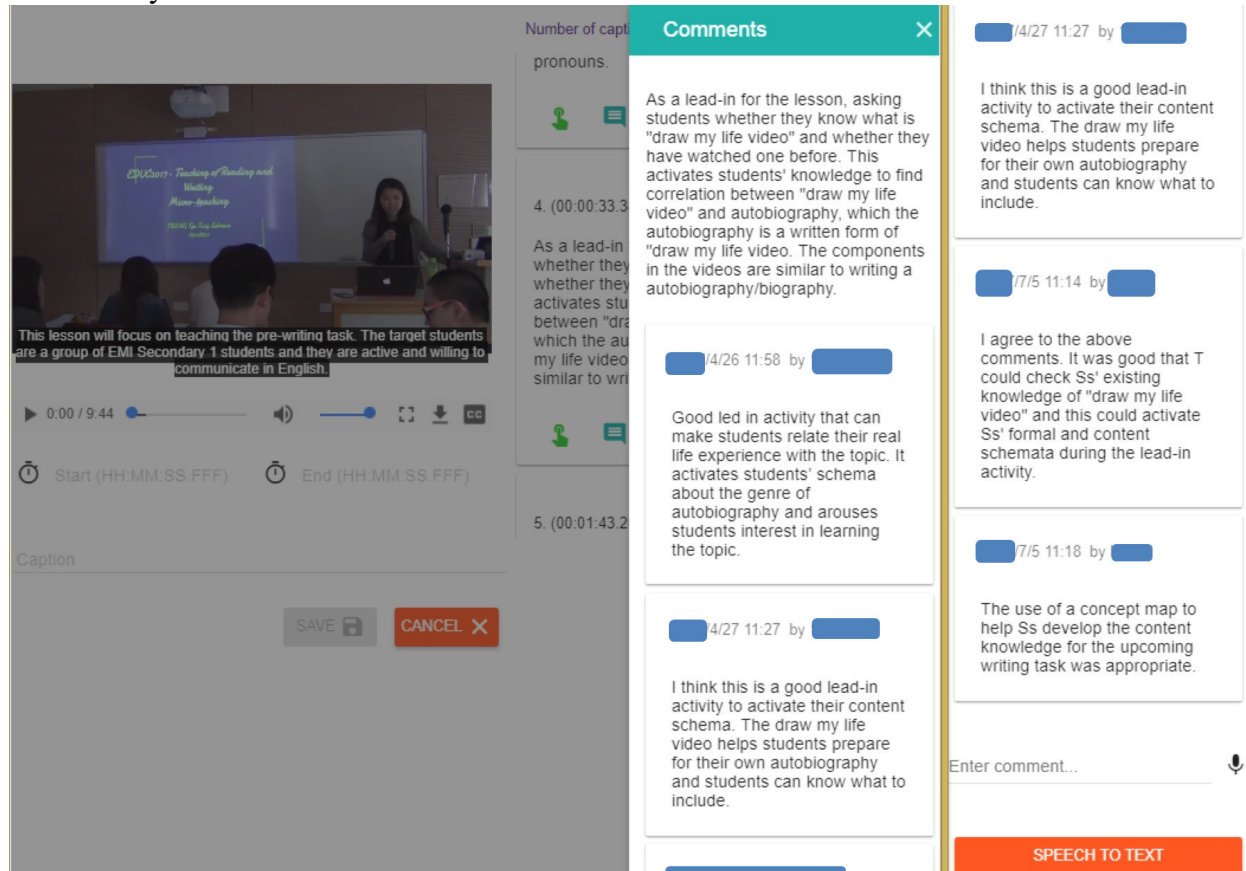 Number of capti
pronouns.
4. (00:00:33.3
As a lead-in
whether they
whether they
activates stu
between "dra
which the au
my life video
similar to wri
5. (00:01:43.2
EDUC2017 - Teaching of Reading and
Writing
Micro-teaching
This lesson will focus on teaching the pre-writing task. The target students
are a group of EMI Secondary 1 students and they are active and willing to
communicate in English.
0:00 / 9:44
CC
Start (HH:MM:SS.FFF)
End (HH:MM:SS.FFF)
Caption
SAVE
CANCEL
Comments
As a lead-in for the lesson, asking
students whether they know what is
"draw my life video" and whether they
have watched one before. This
activates students' knowledge to find
correlation between "draw my life
video" and autobiography, which the
autobiography is a written form of
"draw my life video. The components
in the videos are similar to writing a
autobiography/biography.
/4/26 11:58 by
Good led in activity that can
make students relate their real
life experience with the topic. It
activates students' schema
about the genre of
autobiography and arouses
students interest in learning
the topic.
/4/27 11:27 by
I think this is a good lead-in
activity to activate their content
schema. The draw my life
video helps students prepare
for their own autobiography
and students can know what to
include.
7/4/27 11:27 by
I think this is a good lead-in
activity to activate their content
schema. The draw my life
video helps students prepare
for their own autobiography
and students can know what to
include.
/7/5 11:14 by
I agree to the above
comments. It was good that T
could check Ss' existing
knowledge of "draw my life
video" and this could activate
Ss' formal and content
schemata during the lead-in
activity.
/7/5 11:18 by
The use of a concept map to
help Ss develop the content
knowledge for the upcoming
writing task was appropriate.
Enter comment...
SPEECH TO TEXT